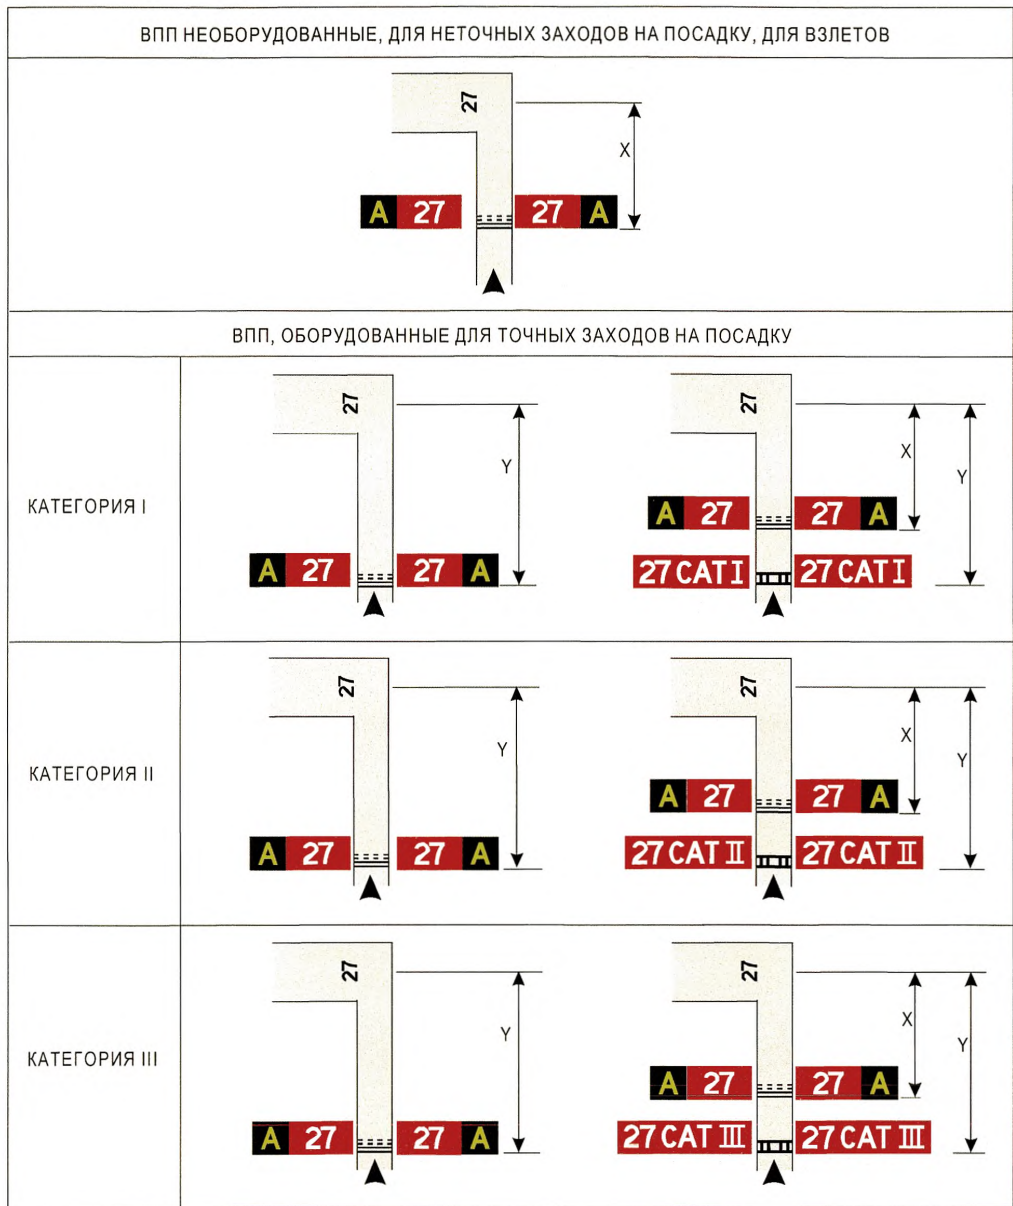 ВПП НЕОБОРУДОВАННЫЕ, ДЛЯ НЕТОЧНЫХ ЗАХОДОВ НА ПОСАДКУ, ДЛЯ ВЗЛЕТОВ
27
X
A 27 27 A
ВПП, ОБОРУДОВАННЫЕ ДЛЯ ТОЧНЫХ ЗАХОДОВ НА ПОСАДКУ
КАТЕГОРИЯ I
27
Y
A 27 27 A
27
X
Y
A 27 27 A
27 CAT I 27 CAT I
КАТЕГОРИЯ II
27
Y
A 27 27 A
27
X
Y
A 27 27 A
27 CAT II 27 CAT II
КАТЕГОРИЯ III
27
Y
A 27 27 A
27
X
Y
A 27 27 A
27 CAT III 27 CAT III